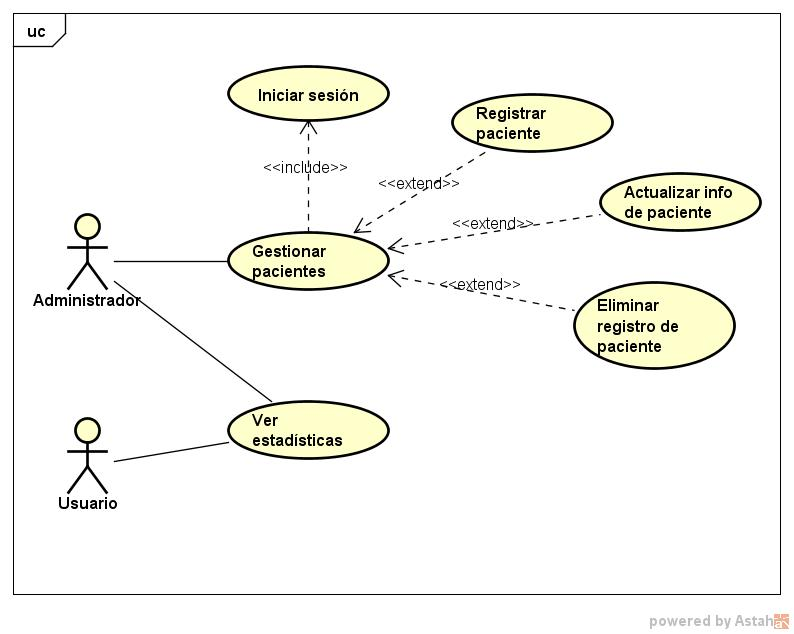 uc
Iniciar sesión
Registrar
paciente
<<include>>
<<extend>>
Actualizar info
de paciente
<<extend>>
Gestionar
pacientes
<<extend>>
Administrador
Eliminar
registro de
paciente
Ver
estadísticas
Usuario
powered by Astah